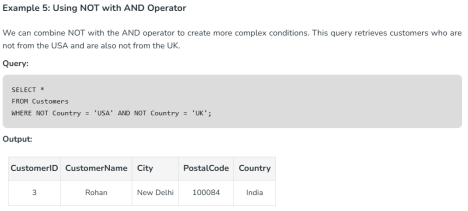 Example 5: Using NOT with AND Operator
We can combine NOT with the AND operator to create more complex conditions. This query retrieves customers who are
not from the USA and are also not from the UK.
Query:
SELECT *
FROM Customers
WHERE NOT Country = 'USA' AND NOT Country = 'UK';
Output:
CustomerID CustomerName City PostalCode Country
3 Rohan New Delhi 100084 India